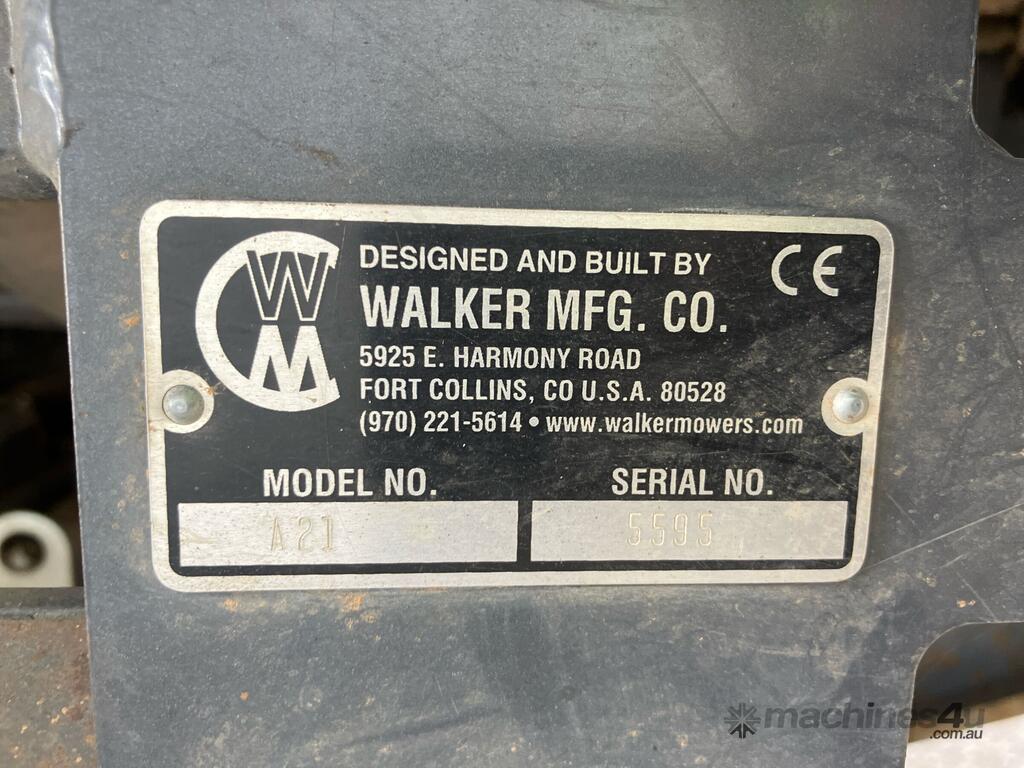 W
M
DESIGNED AND BUILT BY
CE
WALKER MFG. CO.
5925 E. HARMONY ROAD
FORT COLLINS, CO U.S.A. 80528
(970) 221-5614 • www.walkermowers.com
MODEL NO. SERIAL NO.
A21 5595
machines4u
.com.au